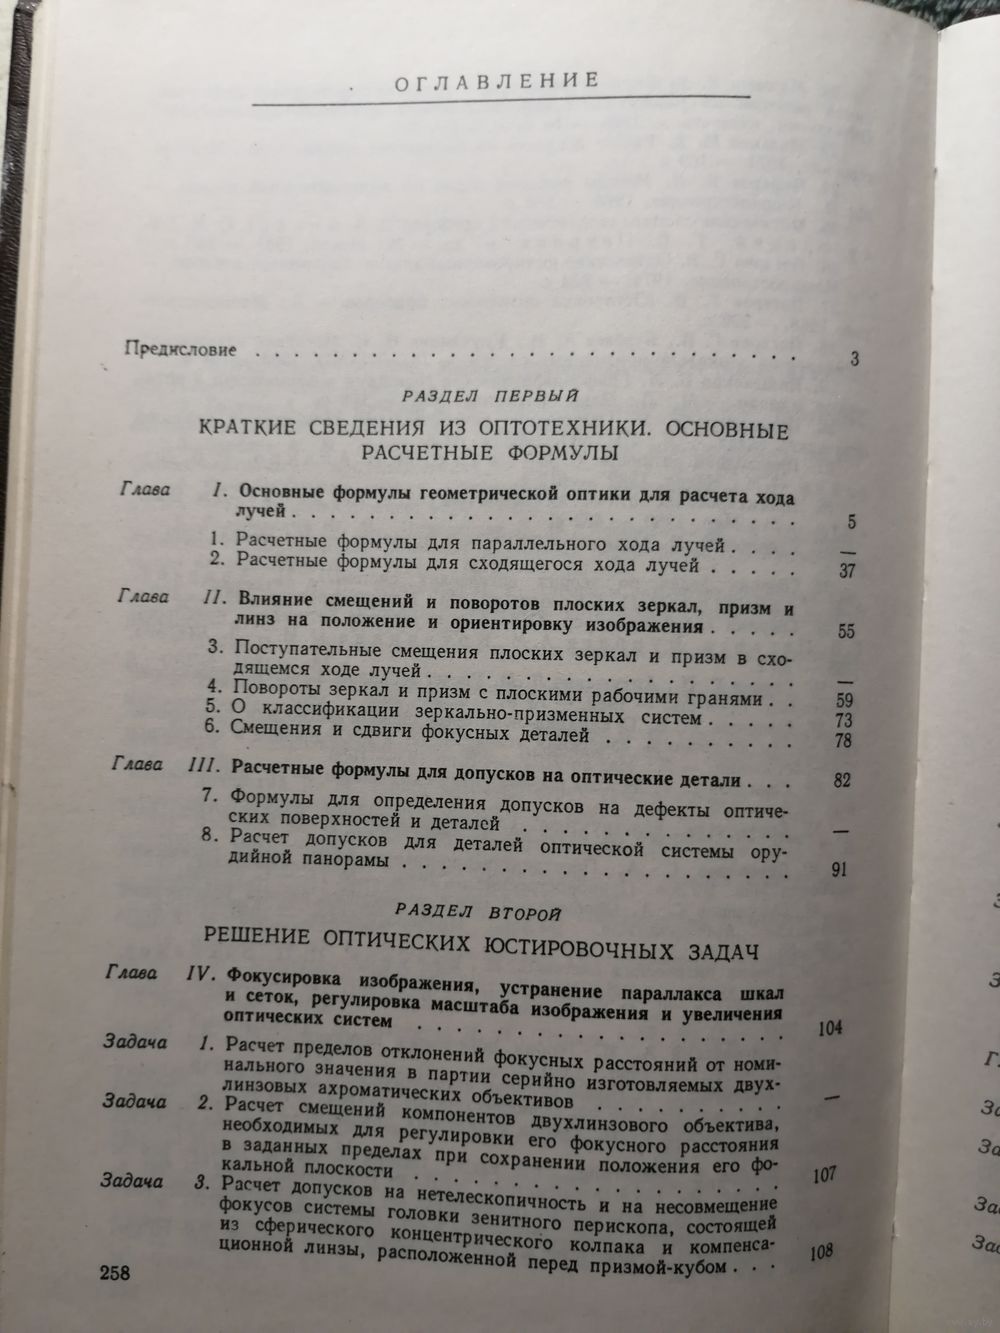 ОГЛАВЛЕНИЕ
Предисловие . . . . . . . . . . . . . . . . . . . . . 3
РАЗДЕЛ ПЕРВЫЙ
КРАТКИЕ СВЕДЕНИЯ ИЗ ОПТОТЕХНИКИ. ОСНОВНЫЕ
РАСЧЕТНЫЕ ФОРМУЛЫ
Глава I. Основные формулы геометрической оптики для расчета хода
лучей . . . . . . . . . . . . . . . . . . . . 5
1. Расчетные формулы для параллельного хода лучей . . . . —
2. Расчетные формулы для сходящегося хода лучей . . . . . 37
Глава II. Влияние смещений и поворотов плоских зеркал, призм и
линз на положение и ориентировку изображения . . . . . 55
3. Поступательные смещения плоских зеркал и призм в схо-
дящемся ходе лучей . . . . . . . . . . . . . . . —
4. Повороты зеркал и призм с плоскими рабочими гранями . . 59
5. О классификации зеркально-призменных систем . . . . . 73
6. Смещения и сдвиги фокусных деталей . . . . . . . . . . 78
Глава III. Расчетные формулы для допусков на оптические детали . . . 82
7. Формулы для определения допусков на дефекты оптиче-
ских поверхностей и деталей . . . . . . . . . . . —
8. Расчет допусков для деталей оптической системы ору-
дийной панорамы . . . . . . . . . . . . . . . . 91
РАЗДЕЛ ВТОРОЙ
РЕШЕНИЕ ОПТИЧЕСКИХ ЮСТИРОВОЧНЫХ ЗАДАЧ
Глава IV. Фокусировка изображения, устранение параллакса шкал
и сеток, регулировка масштаба изображения и увеличения
оптических систем . . . . . . . . . . . . . . . 104
Задача 1. Расчет пределов отклонений фокусных расстояний от номи-
нального значения в партии серийно изготовляемых двух-
линзовых ахроматических объективов . . . . . . . . . —
Задача 2. Расчет смещений компонентов двухлинзового объектива,
необходимых для регулировки его фокусного расстояния
в заданных пределах при сохранении положения его фо-
кальной плоскости . . . . . . . . . . . . . . . 107
Задача 3. Расчет допусков на нетелескопичность и на несовмещение
фокусов системы головки зенитного перископа, состоящей
из сферического концентрического колпака и компенса-
ционной линзы, расположенной перед призмой-кубом . . . 108
258